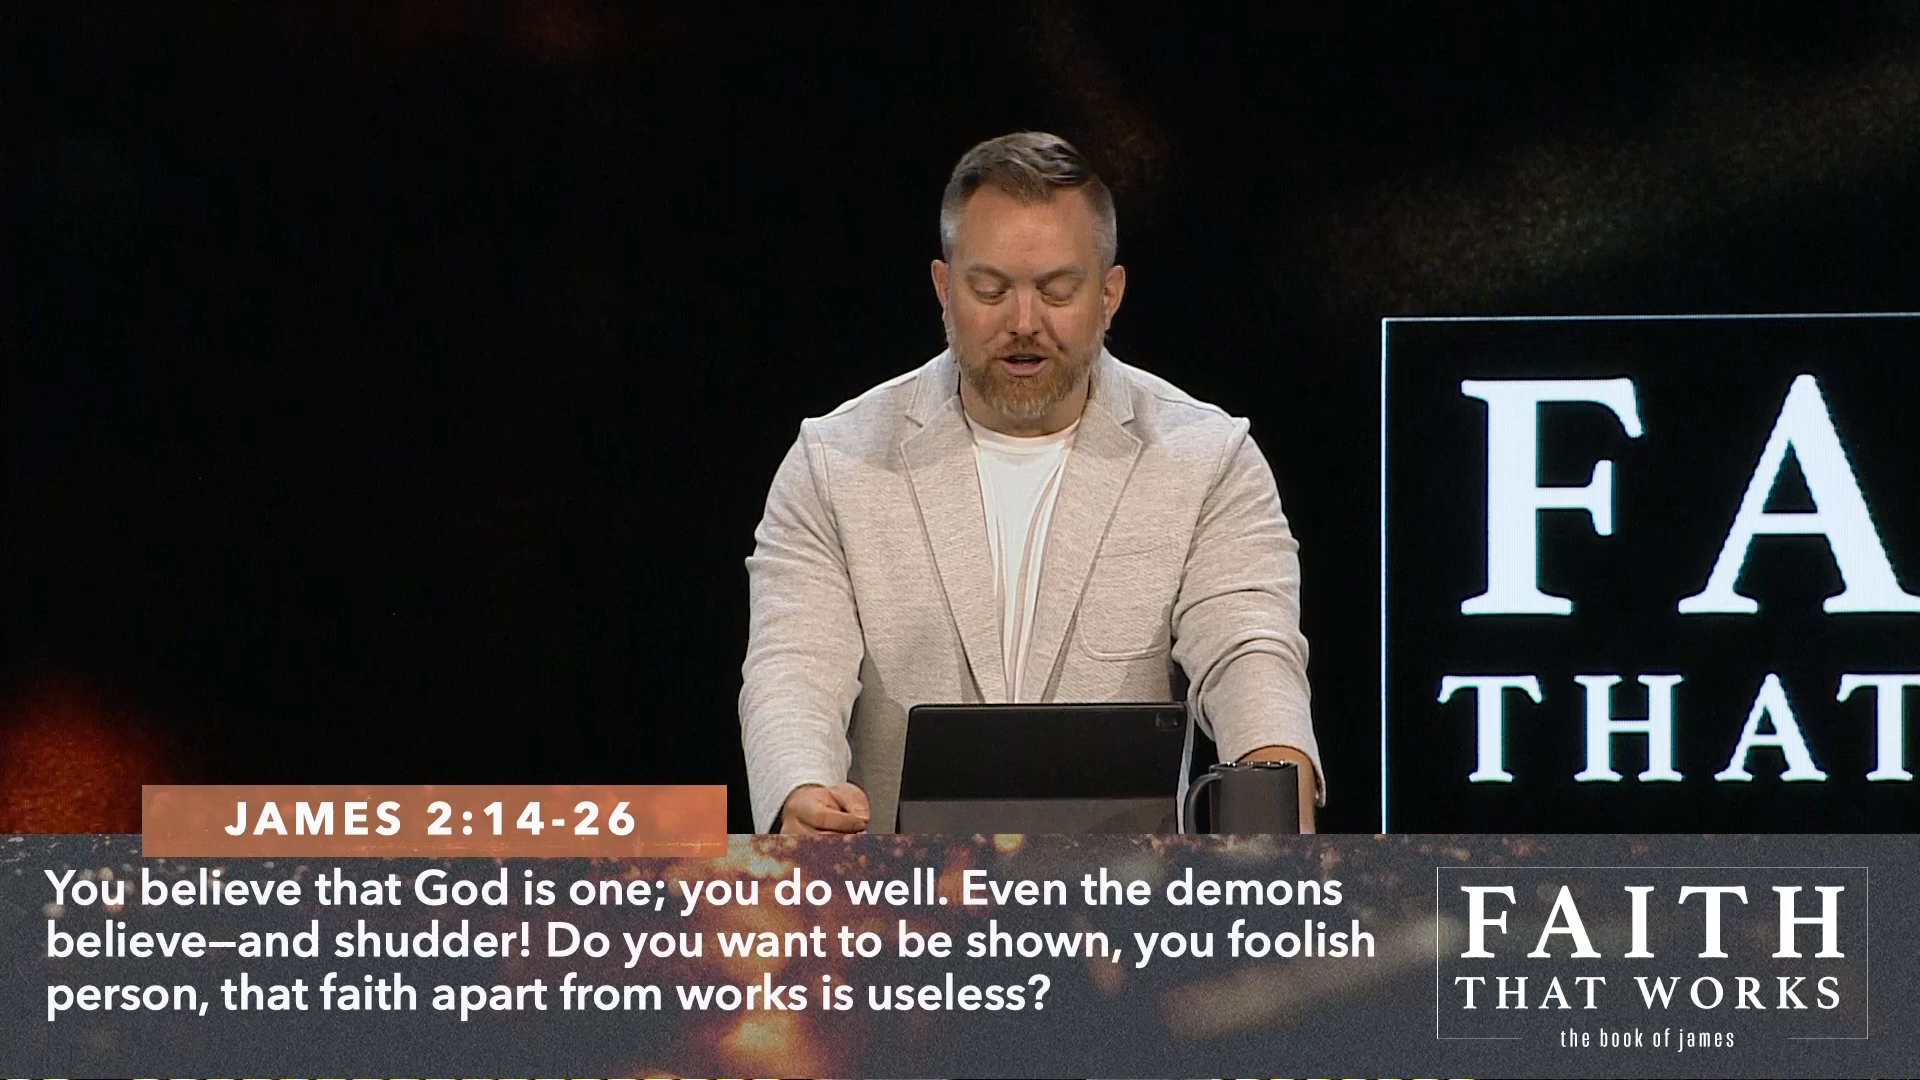 FA
THAT
JAMES 2:14-26
You believe that God is one; you do well. Even the demons
believe—and shudder! Do you want to be shown, you foolish
person, that faith apart from works is useless?
FAITH
THAT WORKS
the book of james